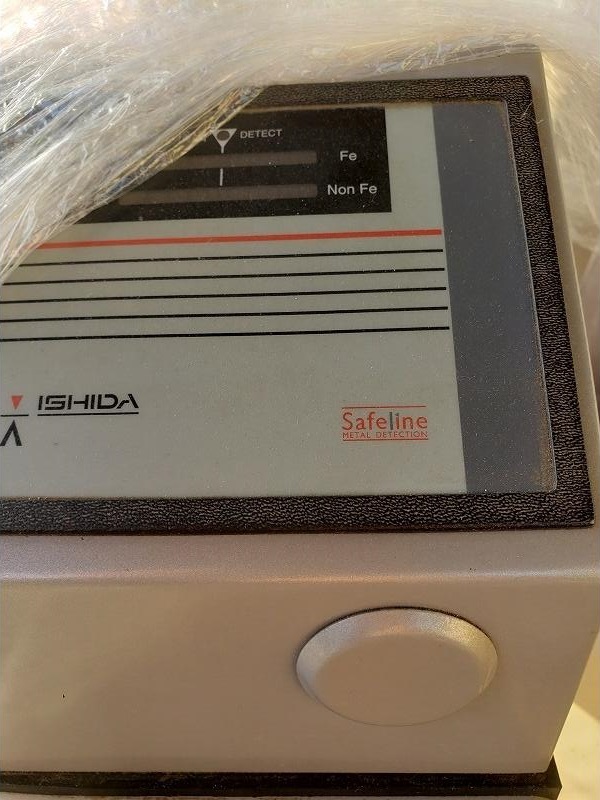 DETECT
Fe
Non Fe
ISHIDA
Safeline
METAL DETECTION